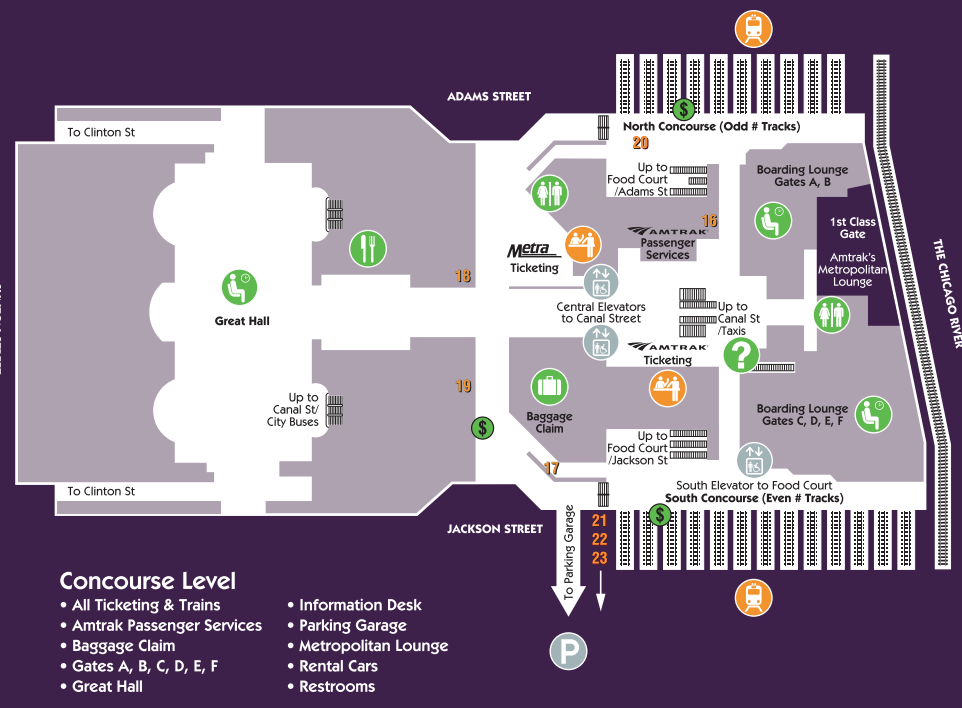 ADAMS STREET
To Clinton St
North Concourse (Odd # Tracks)
$
20
Up to
Food Court
/Adams St
Boarding Lounge
Gates A, B
16
1st Class
Gate
Amtrak's
Metropolitan
Lounge
THE CHICAGO RIVER
AMTRAK
Passenger
Services
Metra
Ticketing
18
Central Elevators
to Canal Street
Up to
Canal St
/Taxis
Great Hall
AMTRAK
Ticketing
?
19
Up to
Canal St/
City Buses
Baggage
Claim
$
Boarding Lounge
Gates C, D, E, F
Up to
Food Court
/Jackson St
17
South Elevator to Food Court
South Concourse (Even # Tracks)
To Clinton St
$
JACKSON STREET
To Parking Garage
21
22
23
P
Concourse Level
• All Ticketing & Trains
• Amtrak Passenger Services
• Baggage Claim
• Gates A, B, C, D, E, F
• Great Hall
• Information Desk
• Parking Garage
• Metropolitan Lounge
• Rental Cars
• Restrooms